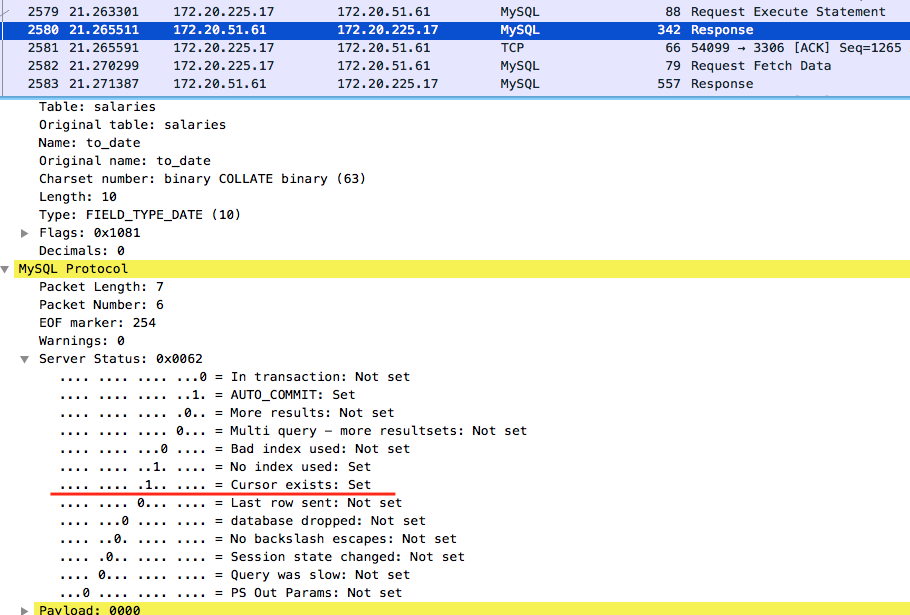 2579 21.263301 172.20.225.17 172.20.51.61 MySQL 88 Request Execute Statement
2580 21.265511 172.20.51.61 172.20.225.17 MySQL 342 Response
2581 21.265591 172.20.225.17 172.20.51.61 TCP 66 54099 → 3306 [ACK] Seq=1265
2582 21.270299 172.20.225.17 172.20.51.61 MySQL 79 Request Fetch Data
2583 21.271387 172.20.51.61 172.20.225.17 MySQL 557 Response
Table: salaries
Original table: salaries
Name: to_date
Original name: to_date
Charset number: binary COLLATE binary (63)
Length: 10
Type: FIELD_TYPE_DATE (10)
Flags: 0x1081
Decimals: 0
MySQL Protocol
Packet Length: 7
Packet Number: 6
EOF marker: 254
Warnings: 0
Server Status: 0x0062
.... .... .... ...0 = In transaction: Not set
.... .... .... ..1. = AUTO_COMMIT: Set
.... .... .... .0.. = More results: Not set
.... .... .... 0... = Multi query – more resultsets: Not set
.... .... ...0 .... = Bad index used: Not set
.... .... ..1. .... = No index used: Set
.... .... .1.. .... = Cursor exists: Set
.... .... 0... .... = Last row sent: Not set
.... ...0 .... .... = database dropped: Not set
.... ..0. .... .... = No backslash escapes: Not set
.... .0.. .... .... = Session state changed: Not set
.... 0... .... .... = Query was slow: Not set
...0 .... .... .... = PS Out Params: Not set
Payload: 0000